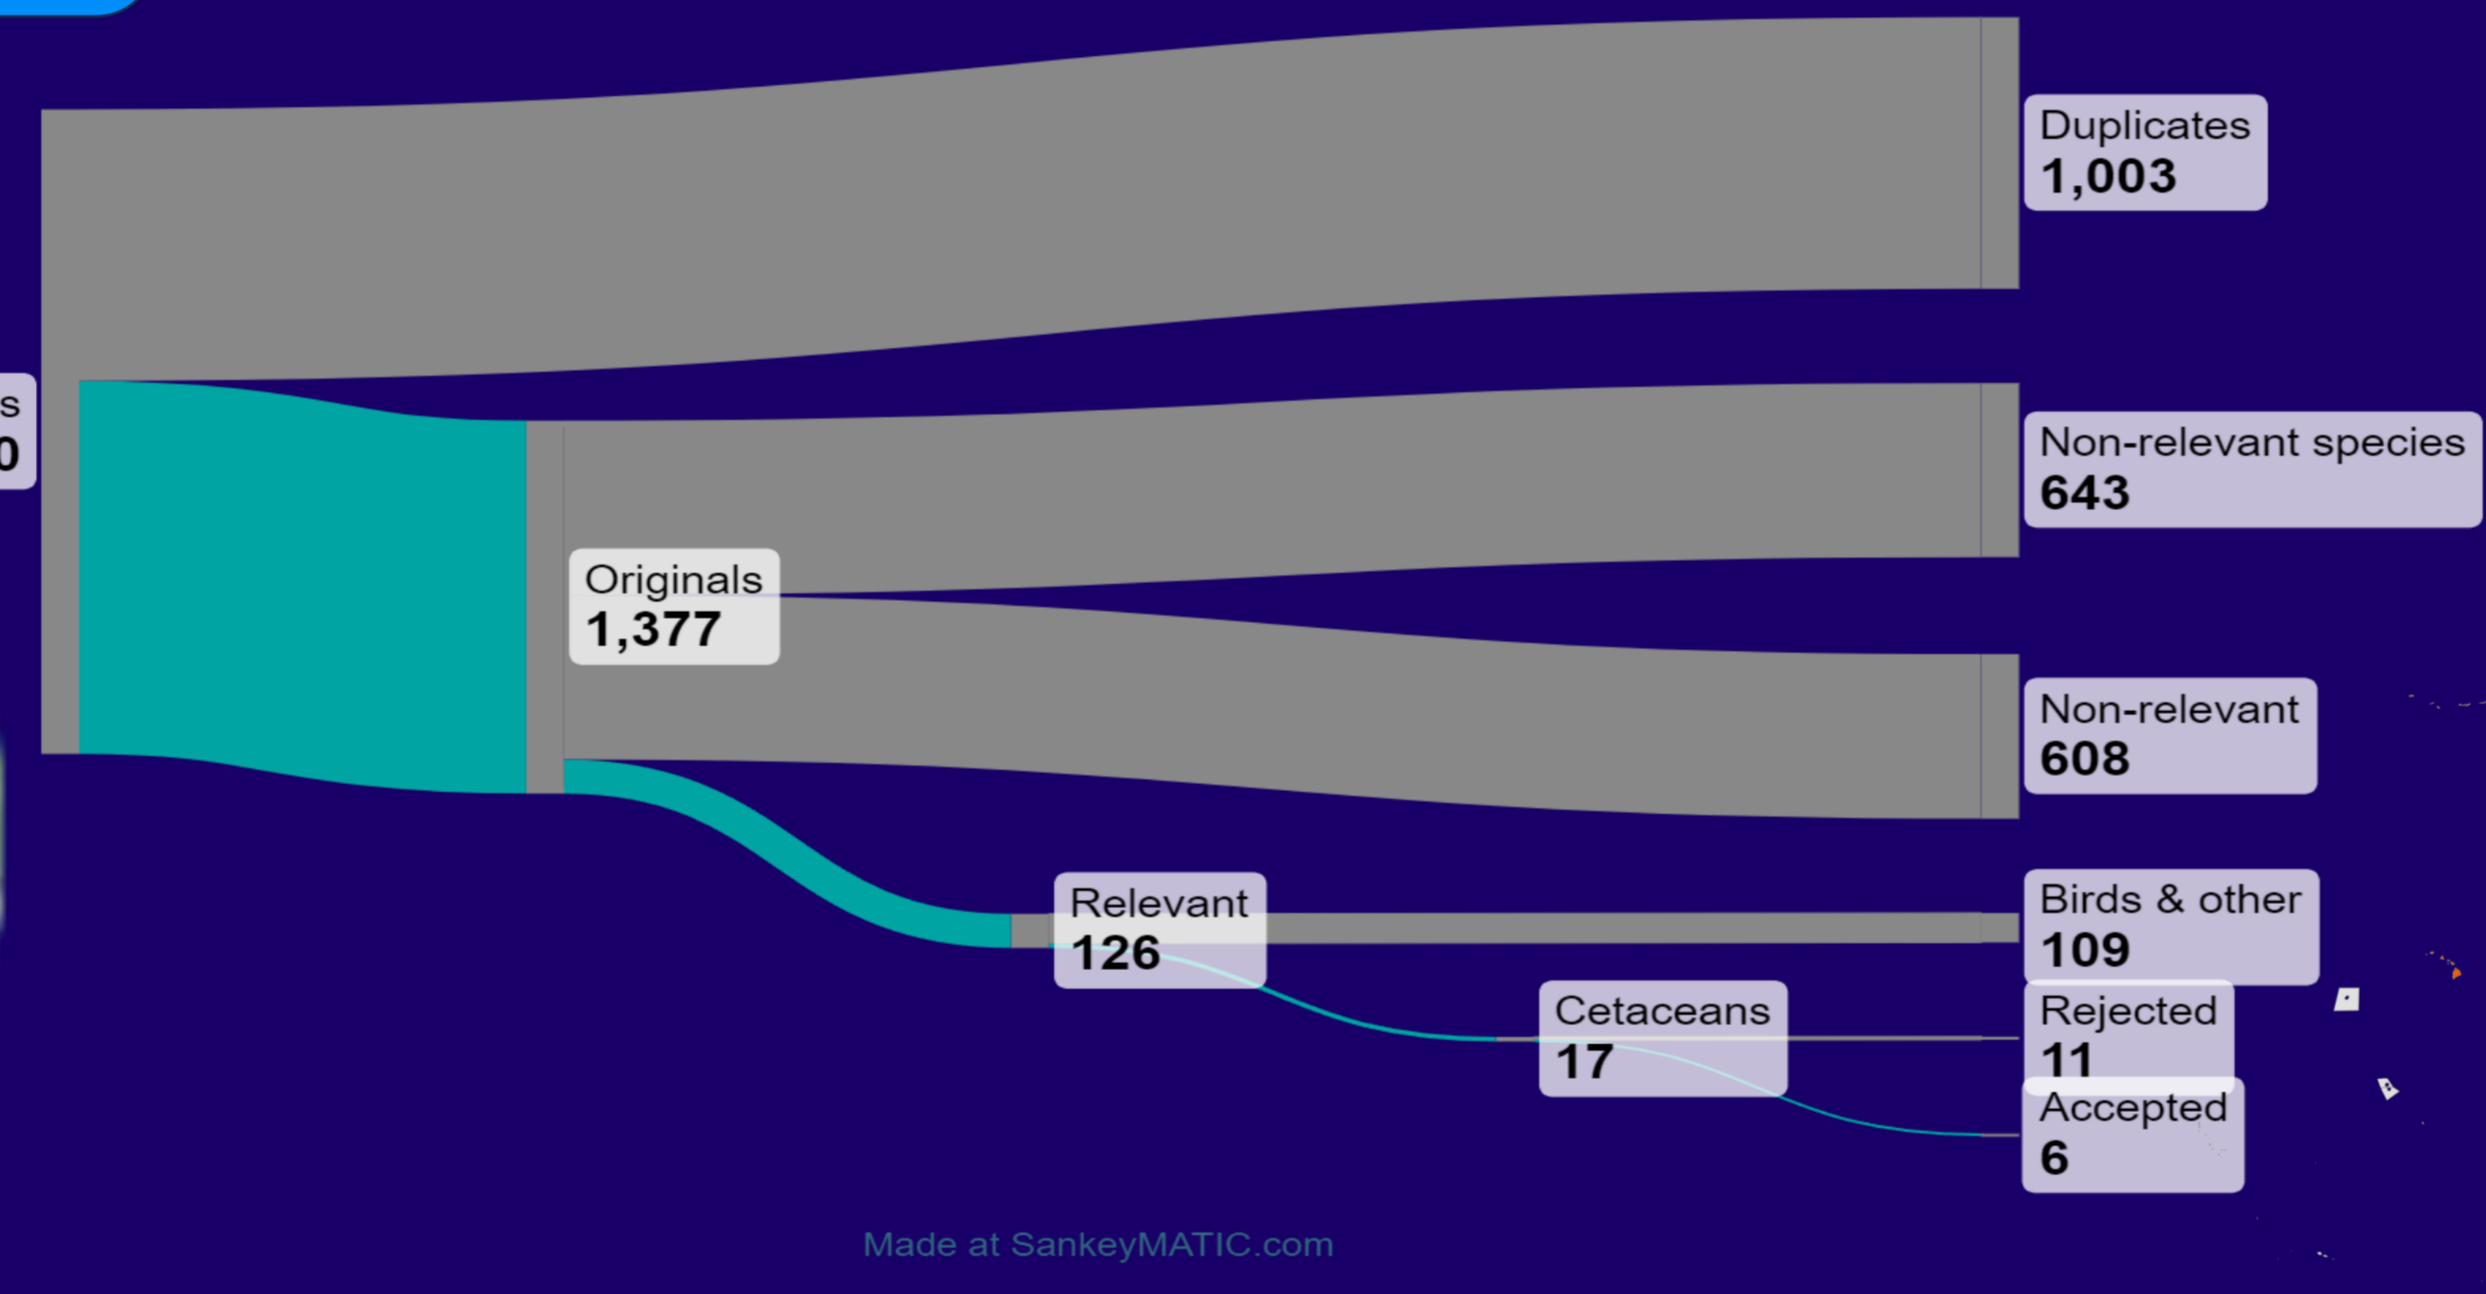 Duplicates
1,003
s
0
Non-relevant species
643
Originals
1,377
Non-relevant
608
Relevant
126
Birds & other
109
Cetaceans
17
Rejected
11
Accepted
6
Made at SankeyMATIC.com